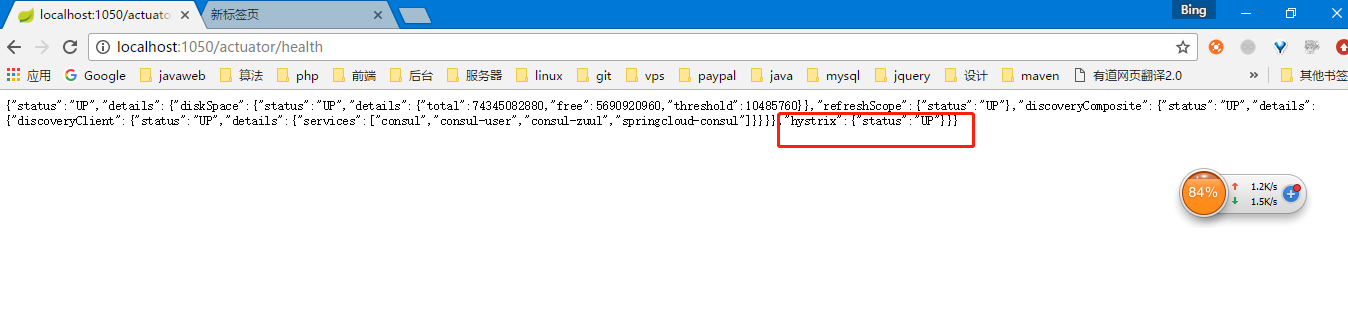 localhost:1050/actuato
新标签页
Bing
localhost:1050/actuator/health
应用 Google javaweb 算法 php 前端 后台 服务器 linux git vps paypal java mysql jquery 设计 maven 有道网页翻译2.0 » 其他书签
{"status":"UP","details":{"diskSpace":{"status":"UP","details":{"total":74345082880,"free":5690920960,"threshold":10485760}},"refreshScope":{"status":"UP"},"discoveryComposite":{"status":"UP","details":
{"discoveryClient":{"status":"UP","details":{"services":["consul","consul-user","consul-zuul","springcloud-consul"]}}}},"hystrix":{"status":"UP"}}}
84%
1.2K/s
1.5K/s